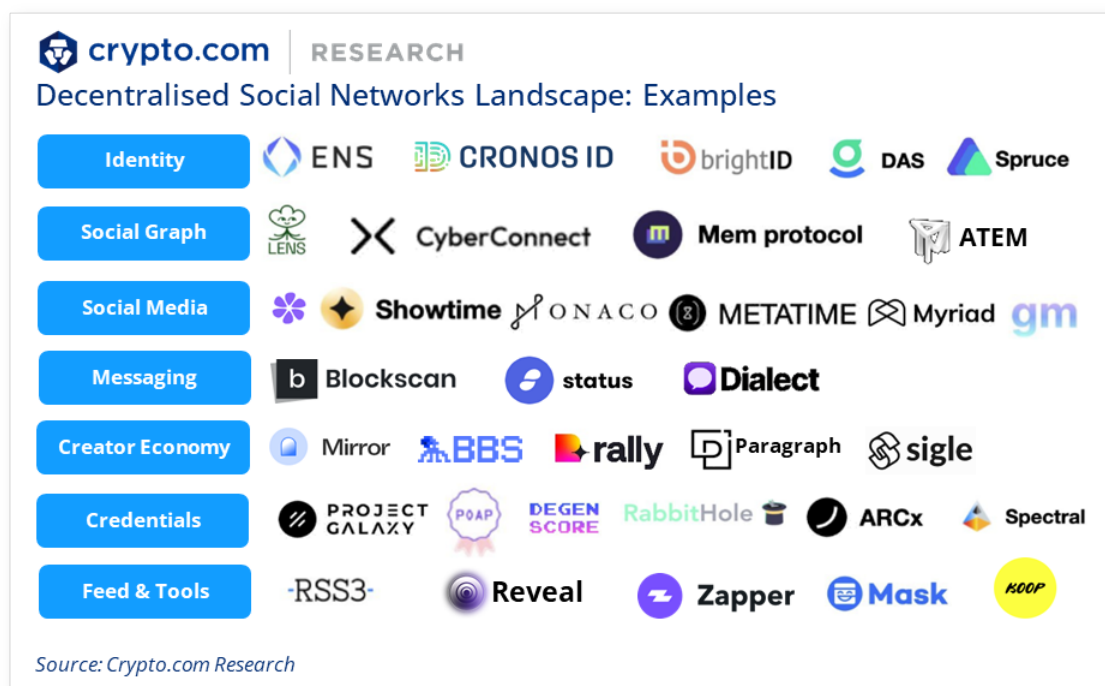 crypto.com | RESEARCH
Decentralised Social Networks Landscape: Examples
Identity ENS CRONOS ID brightID DAS Spruce
Social Graph LENS CyberConnect Mem protocol ATEM
Social Media Showtime MONACO METATIME Myriad gm
Messaging b Blockscan status Dialect
Creator Economy Mirror BBS rally Paragraph sigle
Credentials PROJECT GALAXY POAP DEGEN SCORE RabbitHole ARCx Spectral
Feed & Tools -RSS3- Reveal Zapper Mask KOOP
Source: Crypto.com Research